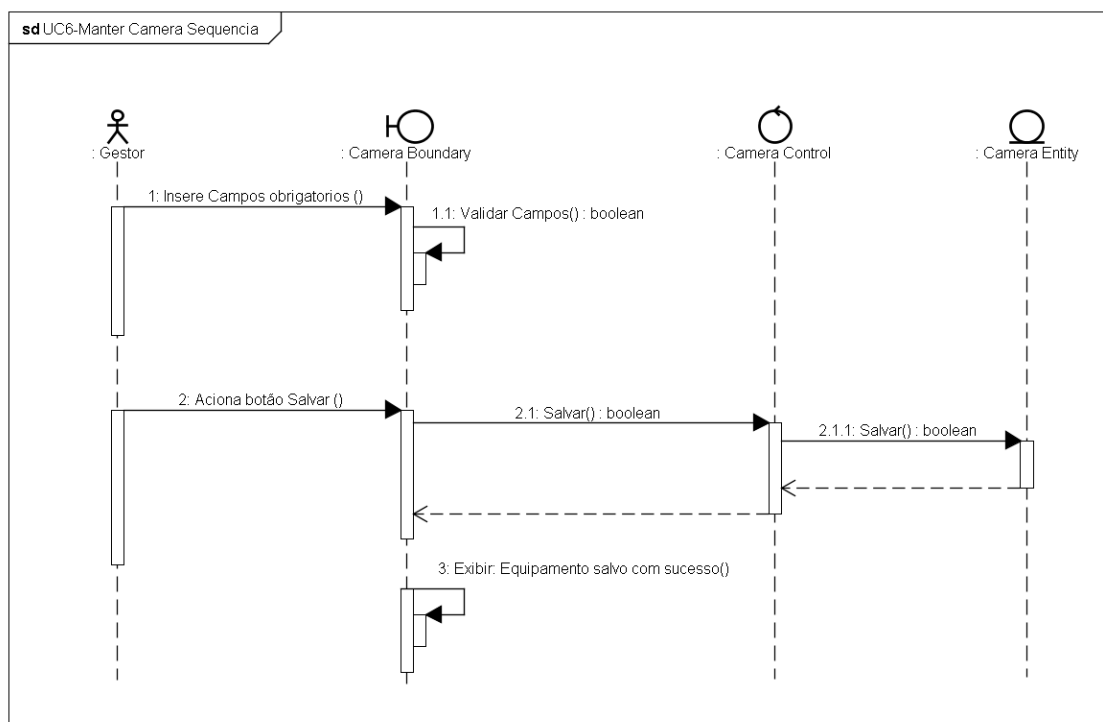 sd UC6-Manter Camera Sequencia
: Gestor
: Camera Boundary
: Camera Control
: Camera Entity
1: Insere Campos obrigatorios ()
1.1: Validar Campos() : boolean
2: Aciona botão Salvar ()
2.1: Salvar() : boolean
2.1.1: Salvar() : boolean
3: Exibir: Equipamento salvo com sucesso()